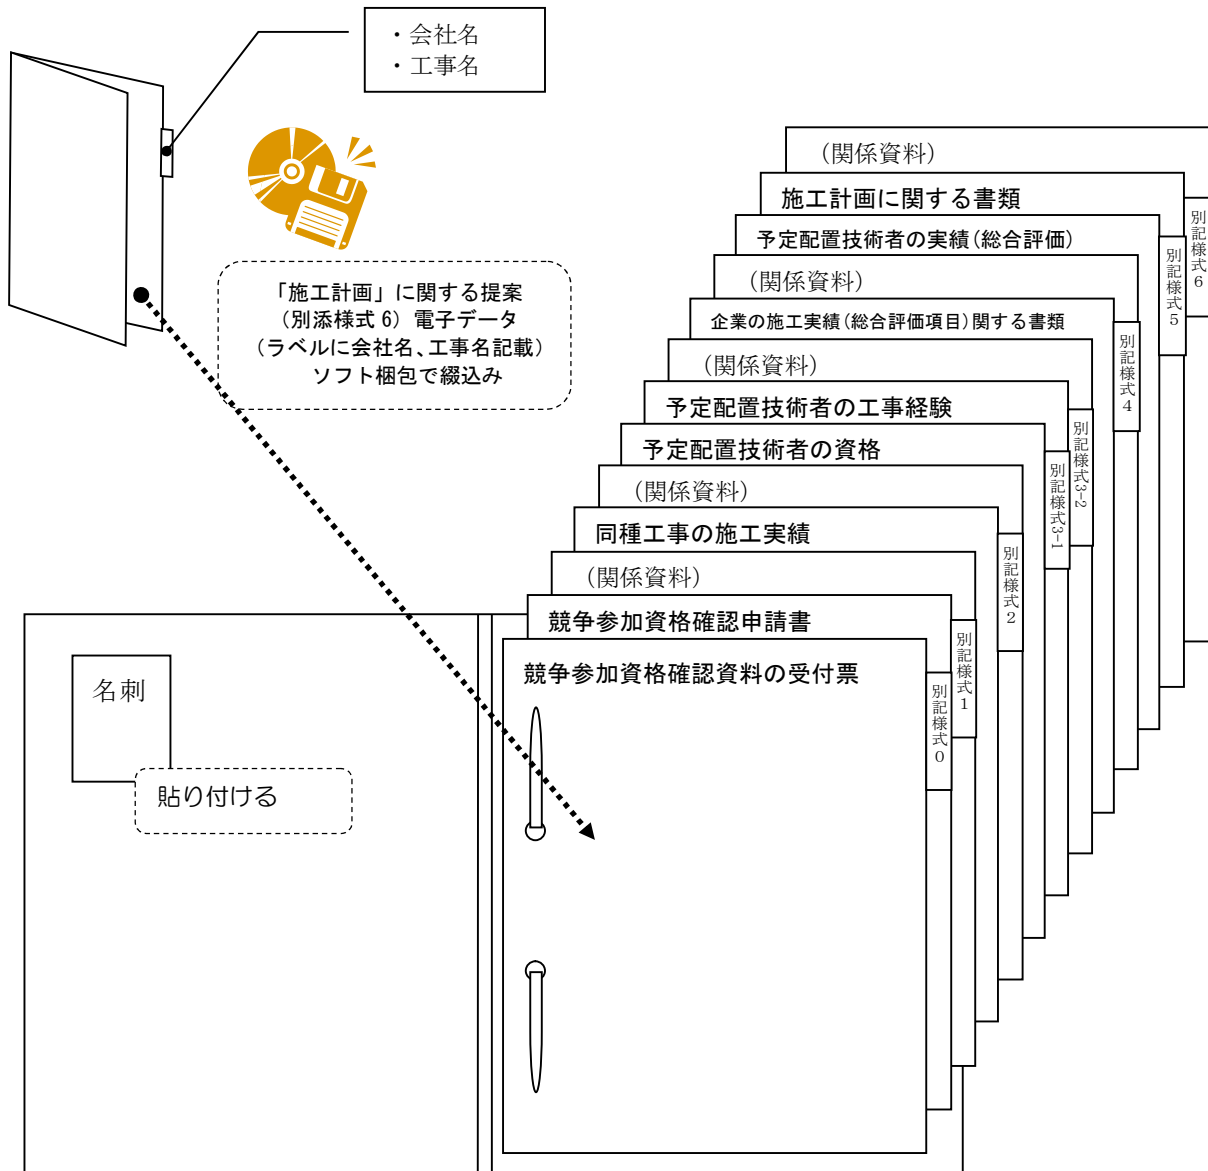 ・会社名
・工事名
「施工計画」に関する提案
（別添様式 6）電子データ
（ラベルに会社名、工事名記載）
ソフト梱包で綴込み
（関係資料）
施工計画に関する書類
別記様式6
予定配置技術者の実績（総合評価）
別記様式5
（関係資料）
企業の施工実績（総合評価項目）関する書類
別記様式4
（関係資料）
予定配置技術者の工事経験
別記様式3-2
予定配置技術者の資格
別記様式3-1
（関係資料）
同種工事の施工実績
別記様式2
（関係資料）
競争参加資格確認申請書
別記様式1
競争参加資格確認資料の受付票
別記様式0
名刺
貼り付ける